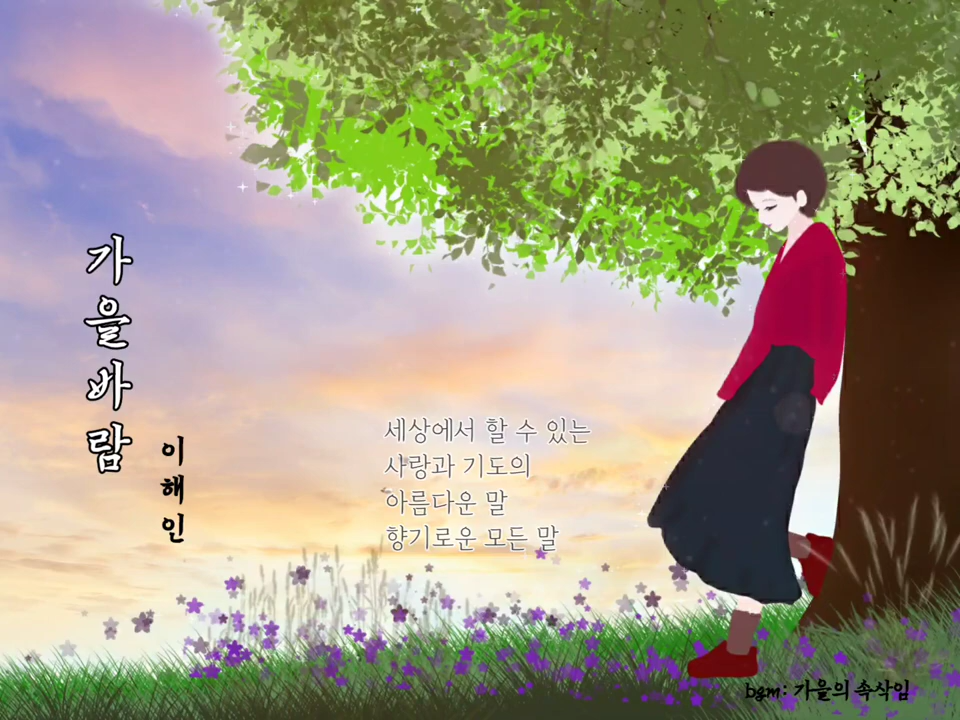 가을바람
이해인
세상에서 할 수 있는
사랑과 기도의
아름다운 말
향기로운 모든 말
bgm: 가을의 속삭임